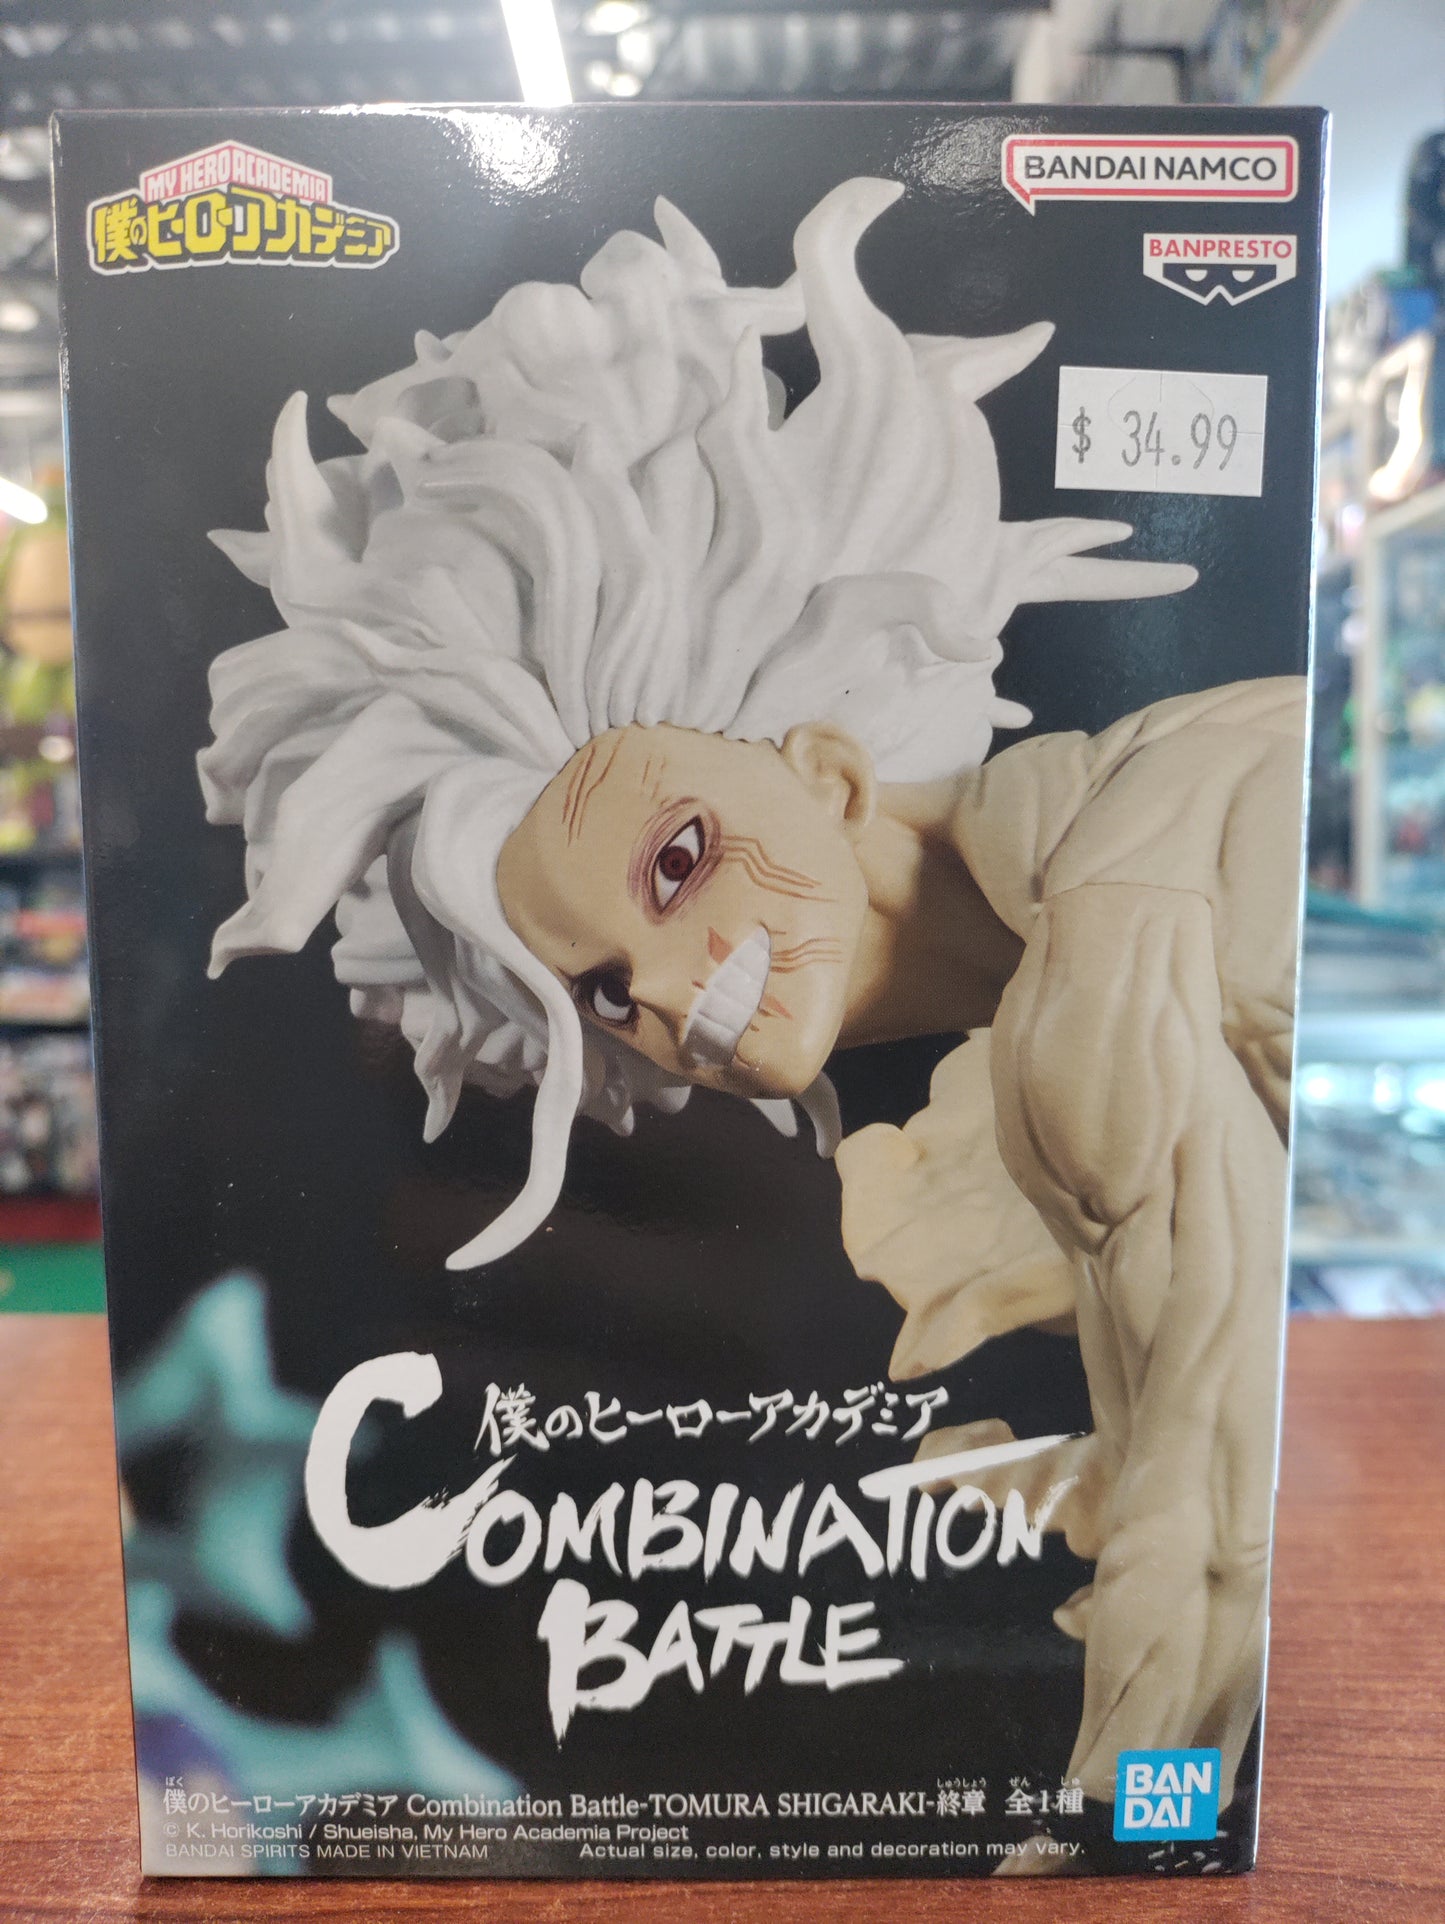 MY HERO ACADEMIA
僕のヒーローアカデミア
BANDAI NAMCO
BANPRESTO
$ 34.99
僕のヒーローアカデミア
COMBINATION
BATTLE
ぼく しゅうしょう ぜん しゅ
僕のヒーローアカデミア Combination Battle-TOMURA SHIGARAKI-終章 全1種
© K. Horikoshi / Shueisha, My Hero Academia Project
BANDAI SPIRITS MADE IN VIETNAM Actual size, color, style and decoration may vary.
BAN
DAI